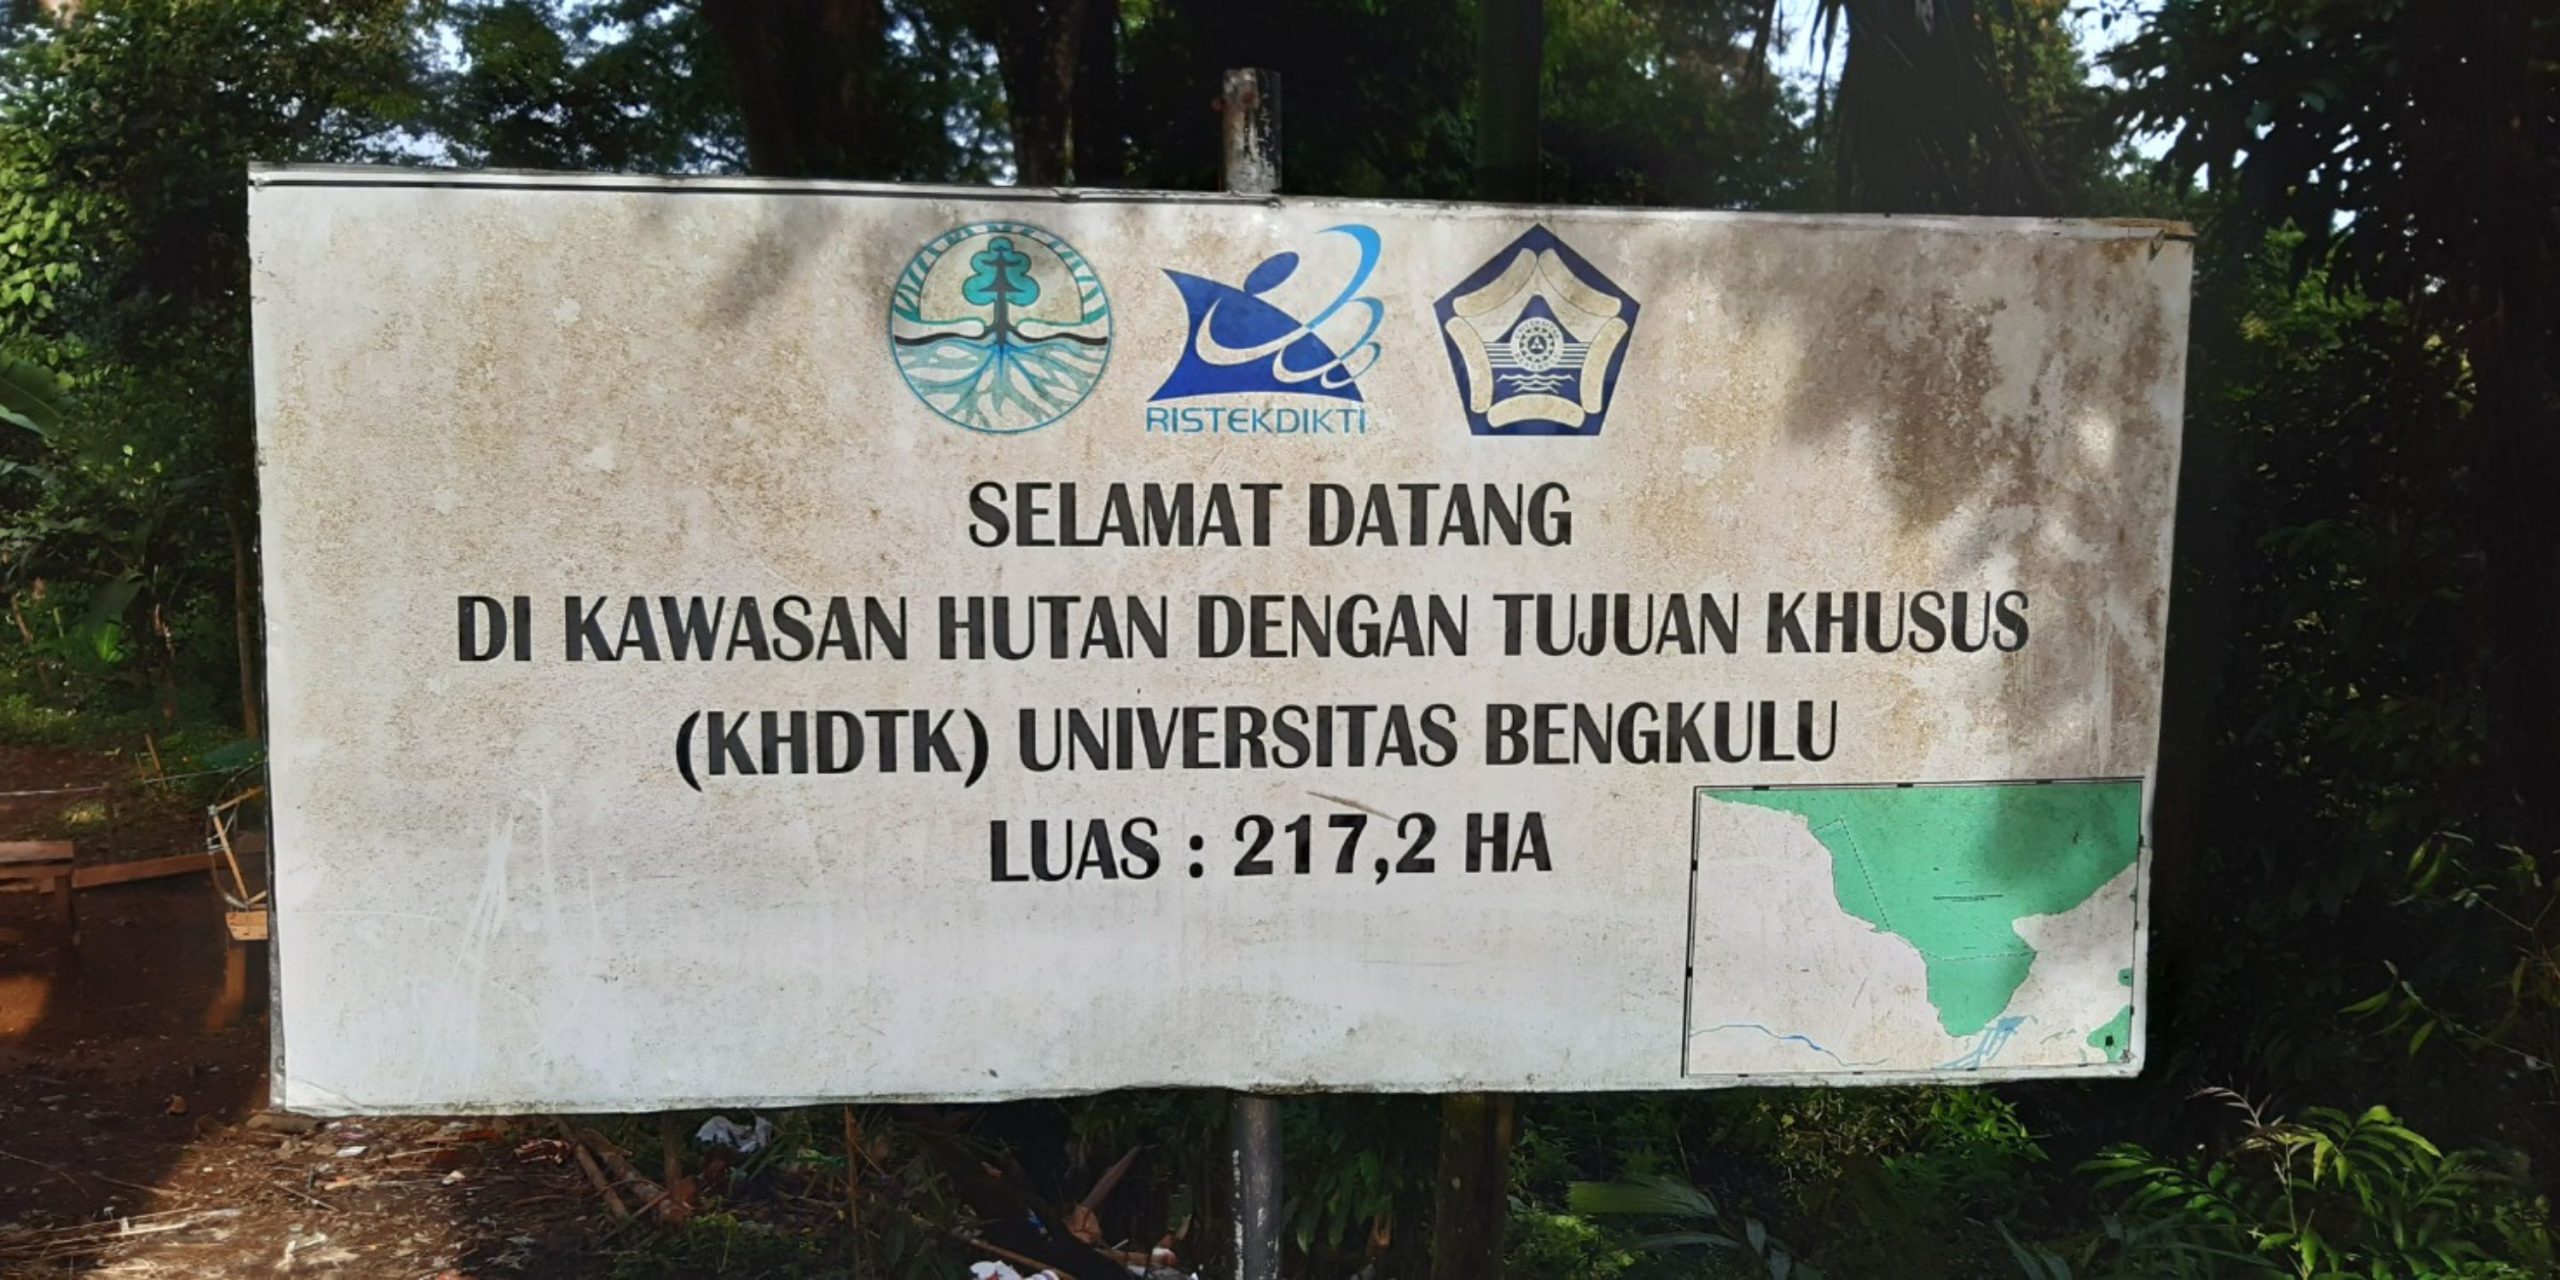 RISTEKDIKTI
SELAMAT DATANG
DI KAWASAN HUTAN DENGAN TUJUAN KHUSUS
(KHDTK) UNIVERSITAS BENGKULU
LUAS : 217,2 HA